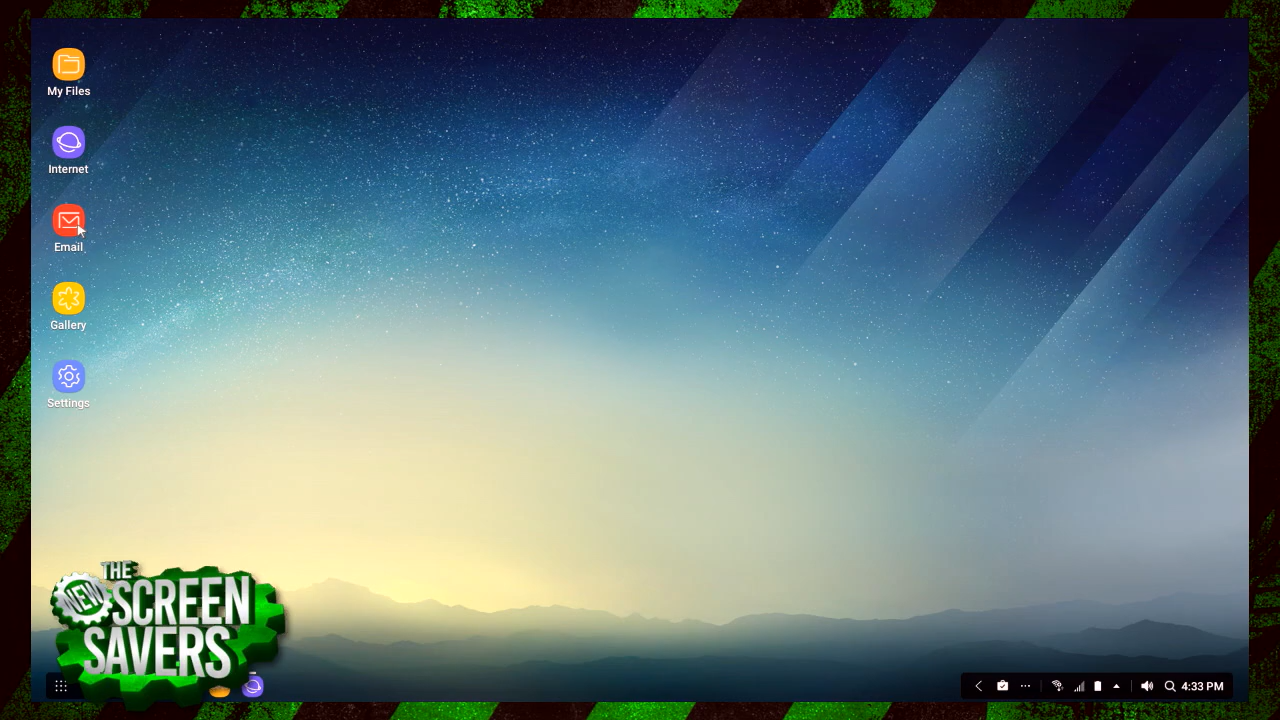 My Files
Internet
Email
Gallery
Settings
THE
NEW
SCREEN
SAVERS
4:33 PM